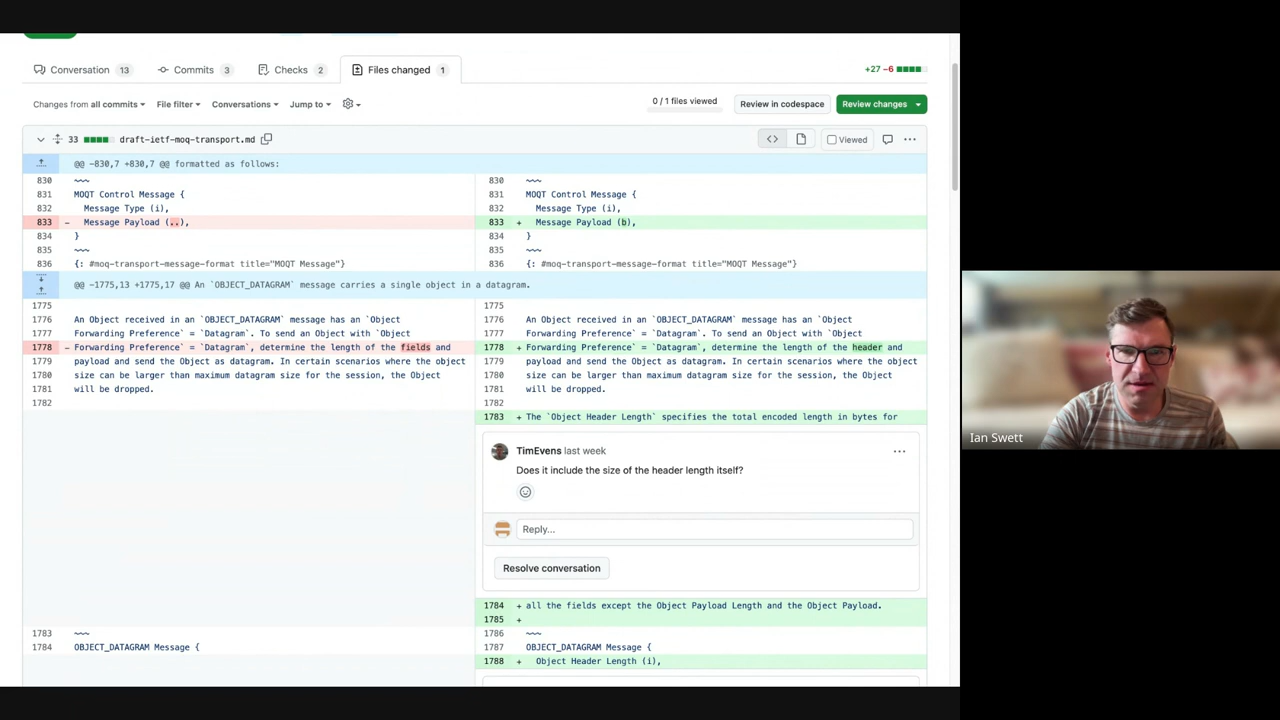 Conversation 13 Commits 3 Checks 2 Files changed 1 +27 −6
Changes from all commits File filter Conversations Jump to 0 / 1 files viewed Review in codespace Review changes
33 draft-ietf-moq-transport.md Viewed
@@ -830,7 +830,7 @@ formatted as follows:
830 ~~~ 830 ~~~
831 MOQT Control Message { 831 MOQT Control Message {
832 Message Type (i), 832 Message Type (i),
833 - Message Payload (..), 833 + Message Payload (b),
834 } 834 }
835 ~~~ 835 ~~~
836 {: #moq-transport-message-format title="MOQT Message"} 836 {: #moq-transport-message-format title="MOQT Message"}
@@ -1775,13 +1775,17 @@ An `OBJECT_DATAGRAM` message carries a single object in a datagram.
1775 1775
1776 An Object received in an `OBJECT_DATAGRAM` message has an `Object 1776 An Object received in an `OBJECT_DATAGRAM` message has an `Object
1777 Forwarding Preference` = `Datagram`. To send an Object with `Object 1777 Forwarding Preference` = `Datagram`. To send an Object with `Object
1778 - Forwarding Preference` = `Datagram`, determine the length of the fields and 1778 + Forwarding Preference` = `Datagram`, determine the length of the header and
1779 payload and send the Object as datagram. In certain scenarios where the object 1779 payload and send the Object as datagram. In certain scenarios where the object
1780 size can be larger than maximum datagram size for the session, the Object 1780 size can be larger than maximum datagram size for the session, the Object
1781 will be dropped. 1781 will be dropped.
1782 1782
1783 + The `Object Header Length` specifies the total encoded length in bytes for
TimEvens last week
Does it include the size of the header length itself?
Reply...
Resolve conversation
1784 + all the fields except the Object Payload Length and the Object Payload.
1785 +
1783 ~~~ 1786 ~~~
1784 OBJECT_DATAGRAM Message { 1787 OBJECT_DATAGRAM Message {
1788 + Object Header Length (i),
Ian Swett